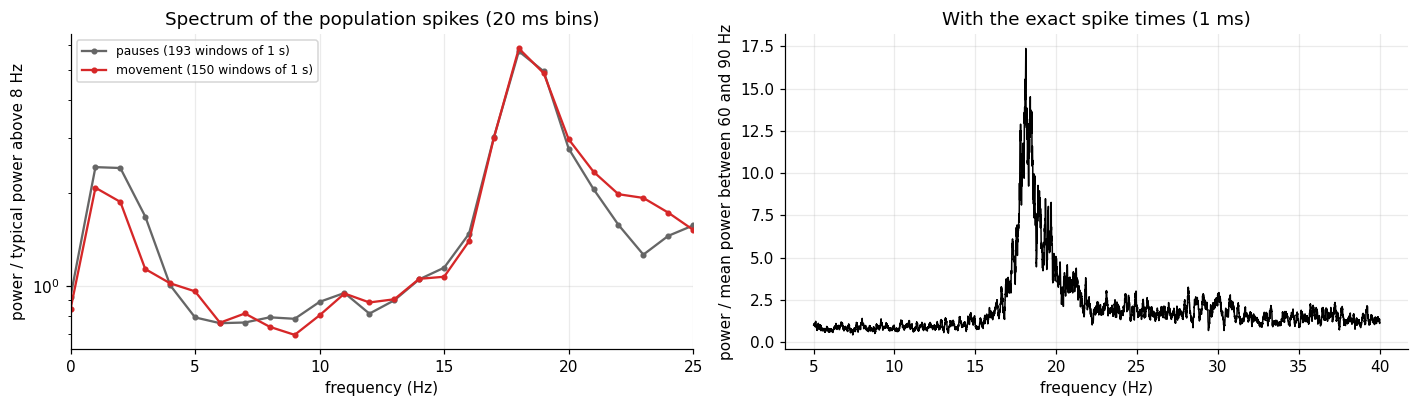 Spectrum of the population spikes (20 ms bins)
power / typical power above 8 Hz
pauses (193 windows of 1 s)
movement (150 windows of 1 s)
10⁰
0 5 10 15 20 25
frequency (Hz)
With the exact spike times (1 ms)
power / mean power between 60 and 90 Hz
17.5
15.0
12.5
10.0
7.5
5.0
2.5
0.0
5 10 15 20 25 30 35 40
frequency (Hz)